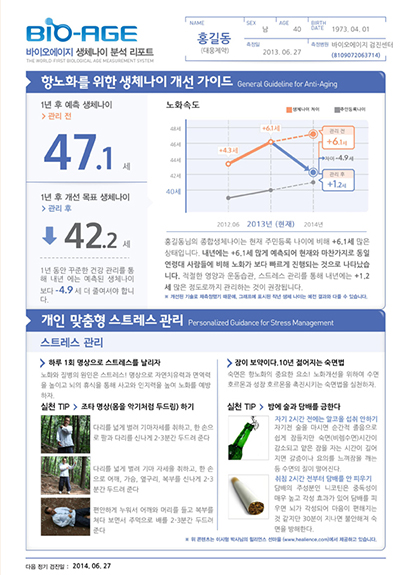 BIO-AGE
바이오에이지 생체나이 분석 리포트
THE WORLD-FIRST BIOLOGICAL AGE MEASUREMENT SYSTEM
NAME 홍길동 (대웅제약)
SEX 남
AGE 40
BIRTH DATE 1973. 04. 01
측정일 2013. 06. 27
측정병원 바이오에이지 검진센터
(8109072063714)
항노화를 위한 생체나이 개선 가이드 General Guideline for Anti-Aging
1년 후 예측 생체나이
> 관리 전
47.1 세
1년 후 개선 목표 생체나이
> 관리 후
42.2 세
1년 동안 꾸준한 건강 관리를 통
해 내년 에는 예측된 생체나이
보다 -4.9 세 더 줄여서야 합니
다.
노화속도
생체나이 차이
주민등록나이
48세
46세
44세
42세
40세
+4.3세
+6.1세
관리 전
+6.1세
차이 -4.9세
관리 후
+1.2세
2012.06
2013년 (현재)
2014년
홍길동님의 종합생체나이는 현재 주민등록 나이에 비해 +6.1세 많은
상태입니다. 내년에는 +6.1세 많게 예측되어 현재와 마찬가지로 동일
연령대 사람들에 비해 노화가 보다 빠르게 진행되는 것으로 나타났습
니다. 적절한 영양과 운동습관, 스트레스 관리를 통해 내년에는 +1.2
세 많은 정도로까지 관리하는 것이 권장됩니다.
※ 개선된 기술로 재측정했기 때문에, 그래프에 표시된 작년 생체 나이는 예전 결과와 다를 수 있습니다.
개인 맞춤형 스트레스 관리 Personalized Guidance for Stress Management
스트레스 관리
> 하루 1회 명상으로 스트레스를 날리자
노화와 질병의 원인은 스트레스! 명상으로 자연치유력과 면역력
을 높이고 뇌의 휴식을 통해 사고와 인지력을 높여 노화를 예방
하자.
실천 TIP > 조타 명상(몸을 악기처럼 두드림) 하기
다리를 넓게 벌려 기마자세를 취하고, 한 손으
로 팔과 다리를 신나게 2-3분간 두드려 준다
다리를 넓게 벌려 기마 자세를 취하고, 한 손으
로 어깨, 가슴, 옆구리, 복부를 신나게 2-3
분간 두드려 준다
편안하게 누워서 어깨와 머리를 들고 복부를
쳐다 보면서 주먹으로 배를 2-3분간 두드려
준다
> 잠이 보약이다.10년 젊어지는 숙면법
숙면은 항노화의 중요한 요소! 노화개선을 위하여 수면
호르몬과 성장 호르몬을 촉진시키는 숙면법을 실천하자.
실천 TIP > 밤에 술과 담배를 금한다
자기 2시간 전에는 알코올 섭취 안하기
자기전 술을 마시면 순간적 졸음으로
쉽게 잠들지만 숙면(비렘수면)시간이
감소되고 얕은 잠을 자는 시간이 길어
지면 갈증이나 요의를 느껴잠을 깨는
등 수면의 질이 떨어진다.
취침 2시간 전부터 담배를 안 피우기
담배의 주성분인 니코틴은 중독성이
매우 높고 각성 효과가 있어 담배를 피
우면 뇌가 각성되어 마음이 편해지는
것 같지만 30분이 지나면 불안해져 숙
면을 방해한다.
※ 위 콘텐츠는 이시형 박사님의 힐리언스 선마을 (www.healience.com)에서 제공하고 있습니다.
다음 정기 검진일 : 2014. 06. 27